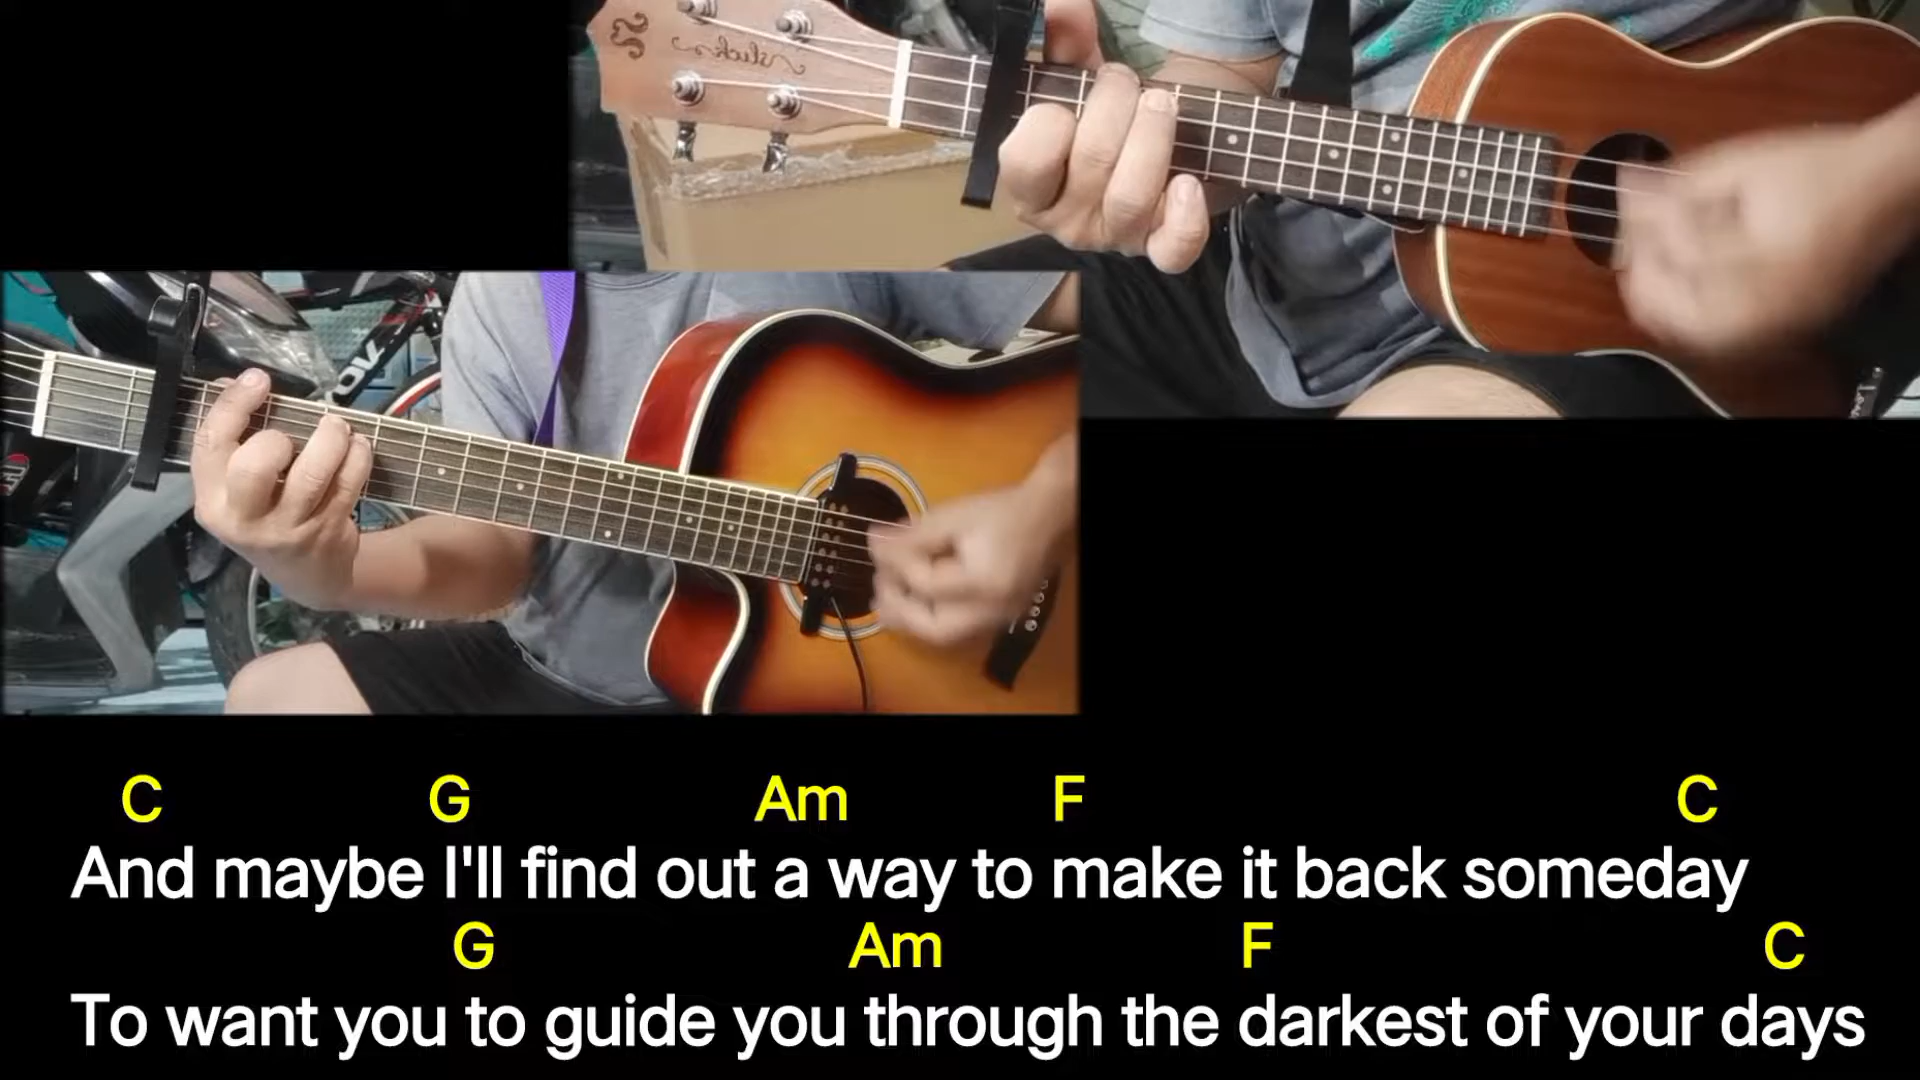 C G Am F C
And maybe I'll find out a way to make it back someday
G Am F C
To want you to guide you through the darkest of your days